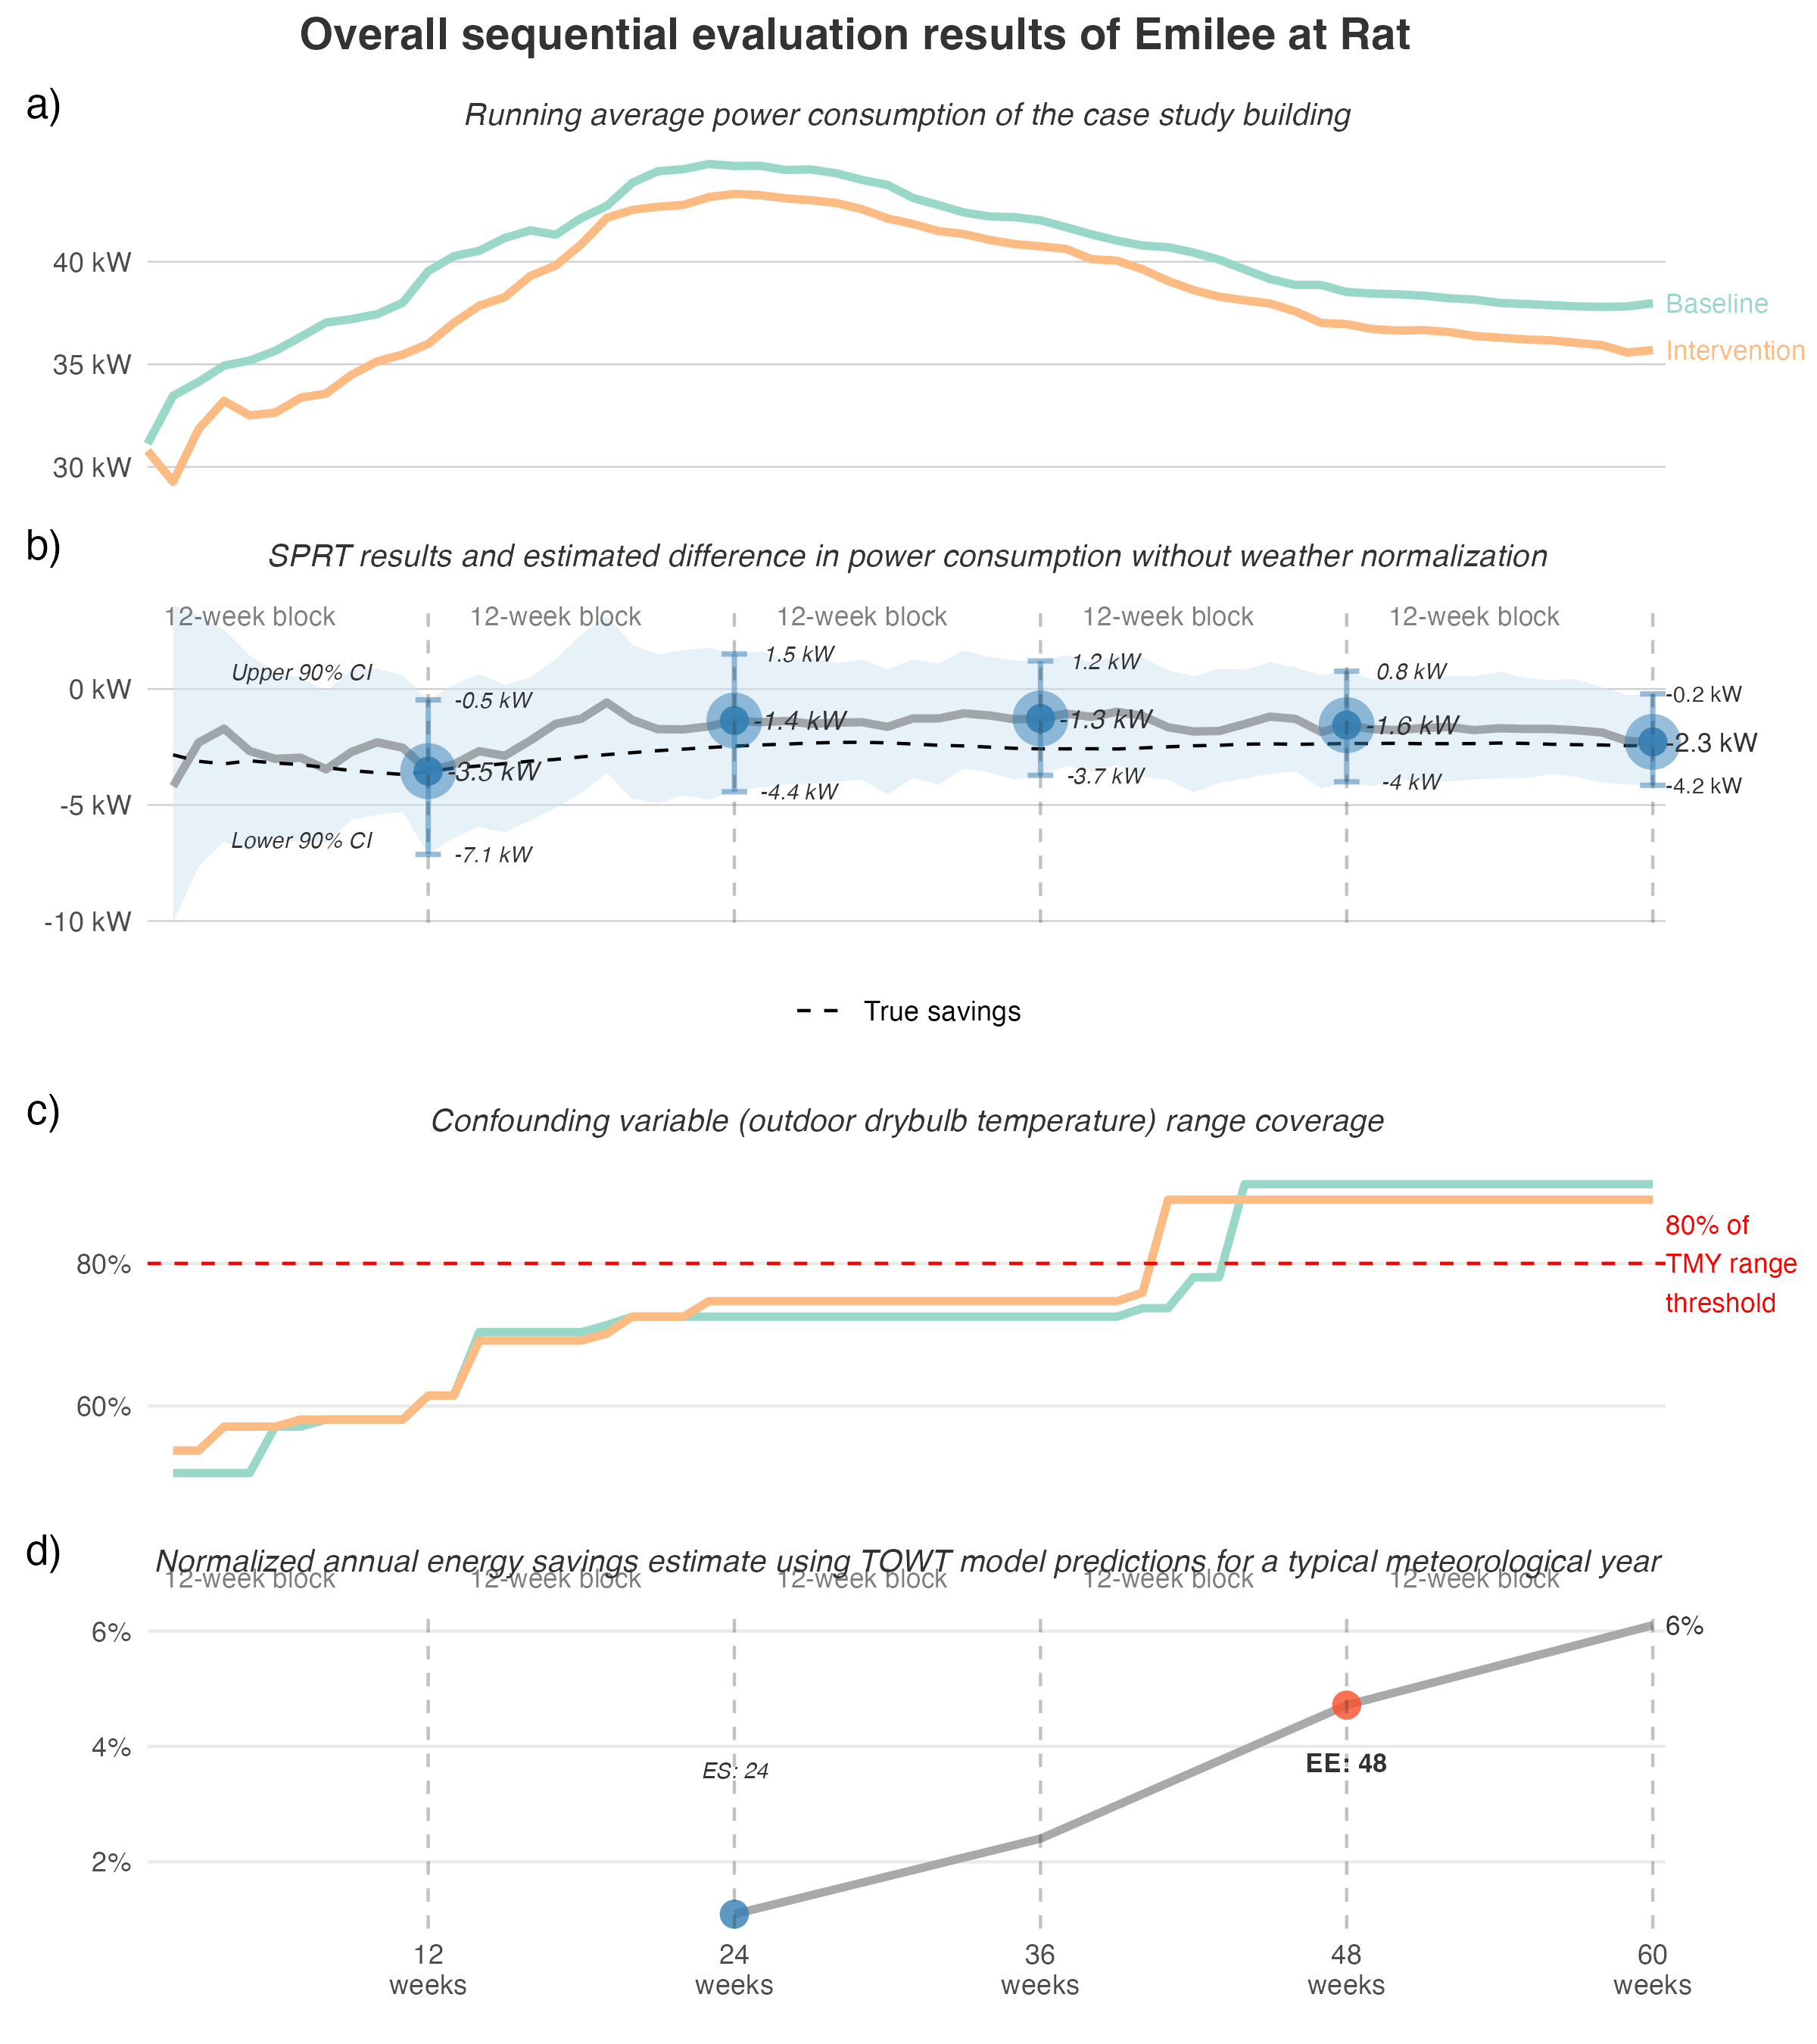 Overall sequential evaluation results of Emilee at Rat
a)
Running average power consumption of the case study building
40 kW
35 kW
30 kW
Baseline
Intervention
b)
SPRT results and estimated difference in power consumption without weather normalization
12-week block
12-week block
12-week block
12-week block
12-week block
Upper 90% CI
Lower 90% CI
0 kW
-5 kW
-10 kW
-0.5 kW
-3.5 kW
-7.1 kW
1.5 kW
-1.4 kW
-4.4 kW
1.2 kW
-1.3 kW
-3.7 kW
0.8 kW
-1.6 kW
-4 kW
-0.2 kW
-2.3 kW
-4.2 kW
True savings
c)
Confounding variable (outdoor drybulb temperature) range coverage
80%
60%
80% of
TMY range
threshold
d)
Normalized annual energy savings estimate using TOWT model predictions for a typical meteorological year
12-week block
12-week block
12-week block
12-week block
12-week block
6%
4%
2%
6%
ES: 24
EE: 48
12
weeks
24
weeks
36
weeks
48
weeks
60
weeks